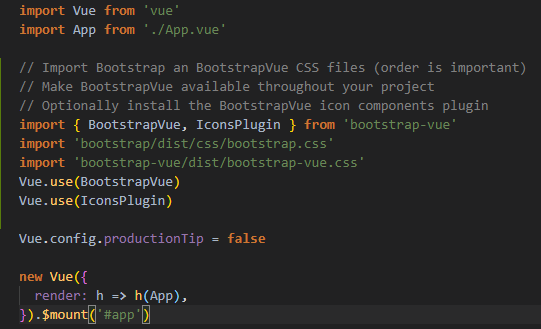 import Vue from 'vue'
import App from './App.vue'
// Import Bootstrap an BootstrapVue CSS files (order is important)
// Make BootstrapVue available throughout your project
// Optionally install the BootstrapVue icon components plugin
import { BootstrapVue, IconsPlugin } from 'bootstrap-vue'
import 'bootstrap/dist/css/bootstrap.css'
import 'bootstrap-vue/dist/bootstrap-vue.css'
Vue.use(BootstrapVue)
Vue.use(IconsPlugin)
Vue.config.productionTip = false
new Vue({
  render: h => h(App),
}).$mount('#app')